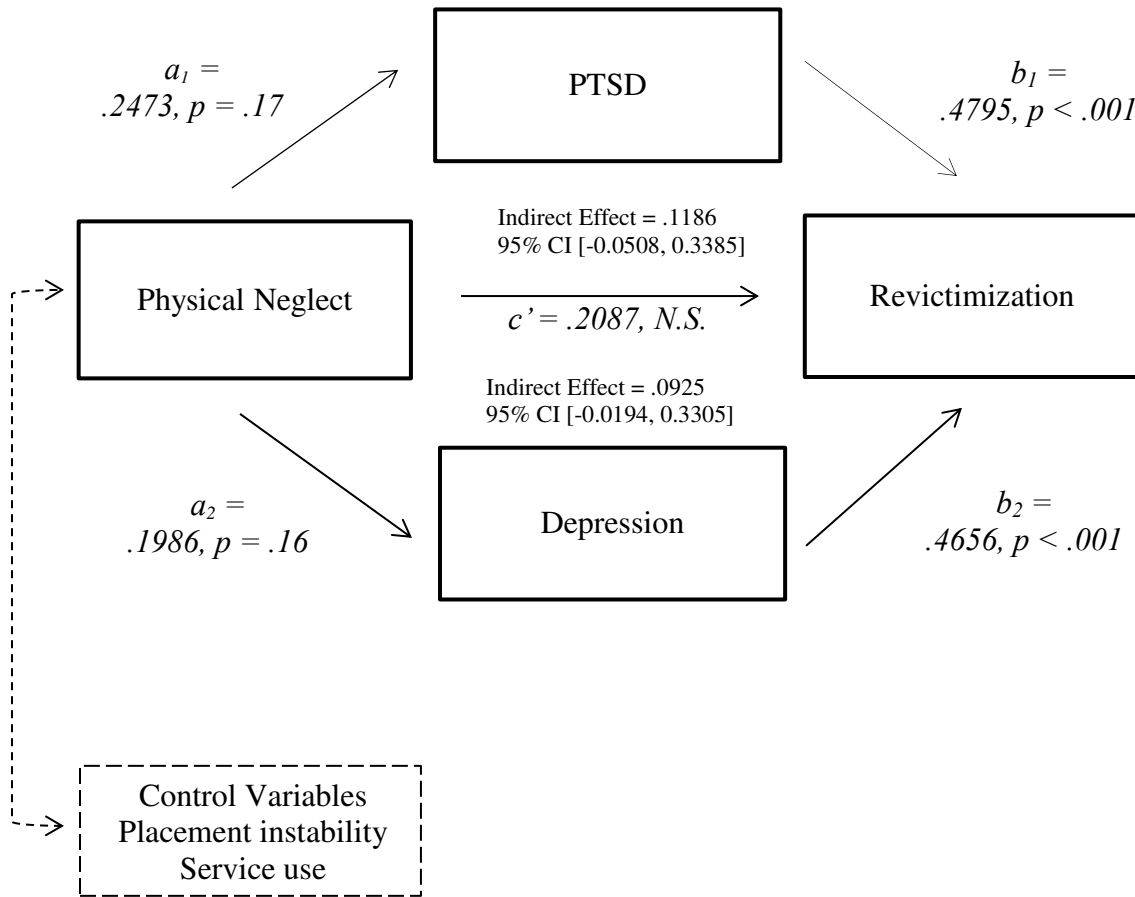 a1 =
.2473, p = .17
PTSD
b1 =
.4795, p < .001
Indirect Effect = .1186
95% CI [-0.0508, 0.3385]
Physical Neglect
c’ = .2087, N.S.
Revictimization
Indirect Effect = .0925
95% CI [-0.0194, 0.3305]
a2 =
.1986, p = .16
Depression
b2 =
.4656, p < .001
Control Variables
Placement instability
Service use